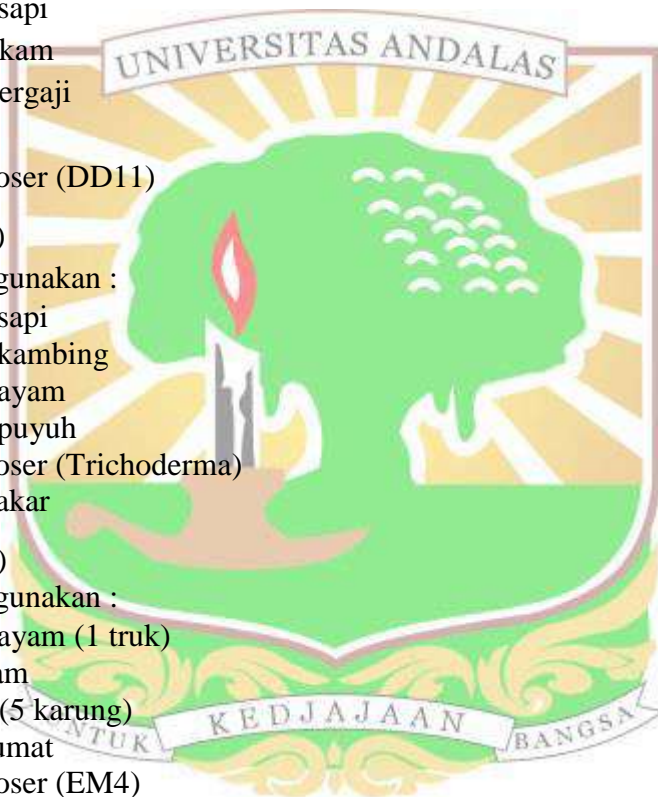 sapi
UNIVERSITAS ANDALAS
kam
ergaji
oser (DD11)
)
gunakan :
sapi
kambing
ayam
puyuh
oser (Trichoderma)
akar
)
gunakan :
ayam (1 truk)
am
(5 karung)
UNTUK KEDJAJAAN BANGSA
umat
oser (EM4)